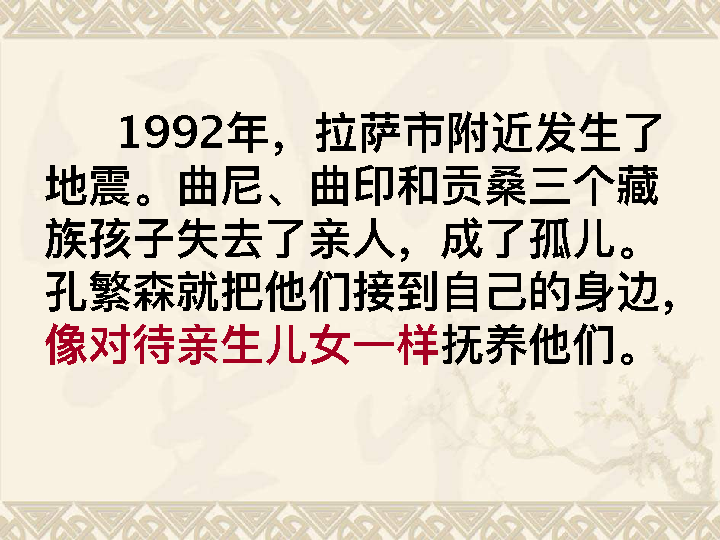 1992年，拉萨市附近发生了
地震。曲尼、曲印和贡桑三个藏
族孩子失去了亲人，成了孤儿。
孔繁森就把他们接到自己的身边，
像对待亲生儿女一样抚养他们。